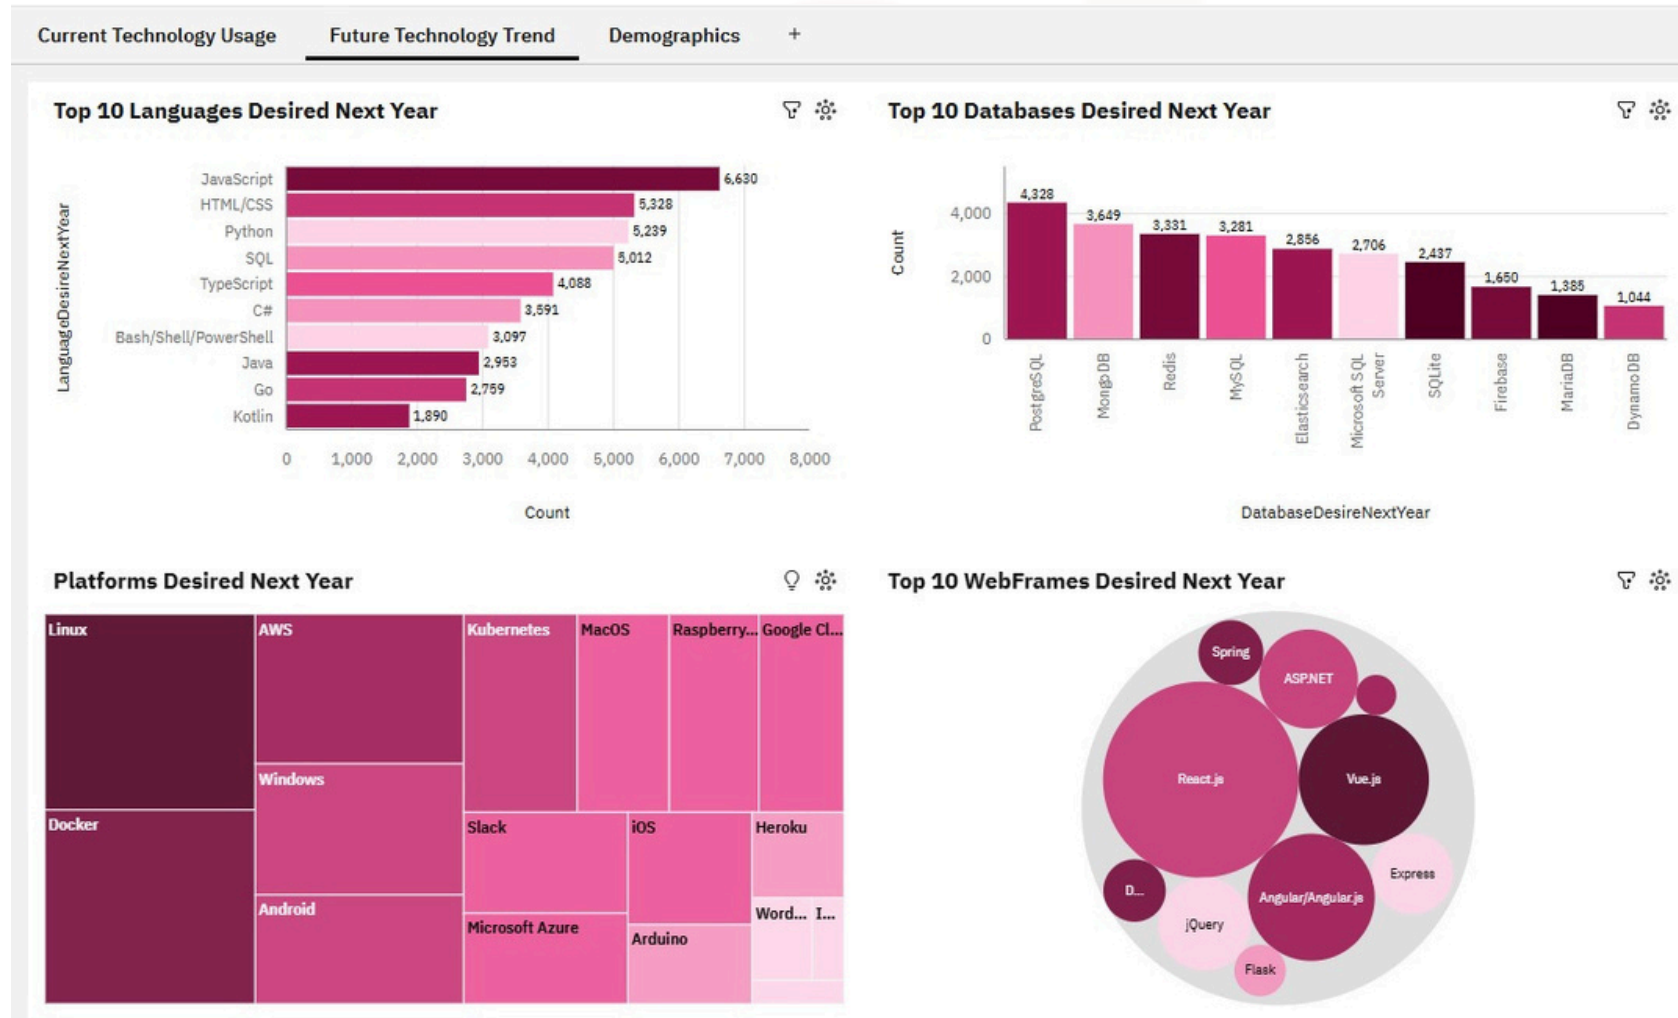 Current Technology Usage
Future Technology Trend
Demographics
+
Top 10 Languages Desired Next Year
LanguageDesireNextYear
JavaScript 6,630
HTML/CSS 5,328
Python 5,239
SQL 5,012
TypeScript 4,088
C# 3,591
Bash/Shell/PowerShell 3,097
Java 2,953
Go 2,759
Kotlin 1,890
0 1,000 2,000 3,000 4,000 5,000 6,000 7,000 8,000
Count
Top 10 Databases Desired Next Year
Count
4,000
2,000
0
4,328 3,649 3,331 3,281 2,856 2,706 2,437 1,650 1,385 1,044
PostgreSQL
MongoDB
Redis
MySQL
Elasticsearch
Microsoft SQL
Server
SQLite
Firebase
MariaDB
DynamoDB
DatabaseDesireNextYear
Platforms Desired Next Year
Linux
AWS
Kubernetes
MacOS
Raspberry...
Google Cl...
Windows
Docker
Slack
iOS
Heroku
Android
Word...
I...
Microsoft Azure
Arduino
Top 10 WebFrames Desired Next Year
Spring
ASP.NET
React.js
Vue.js
Express
D...
Angular/Angular.js
jQuery
Flask